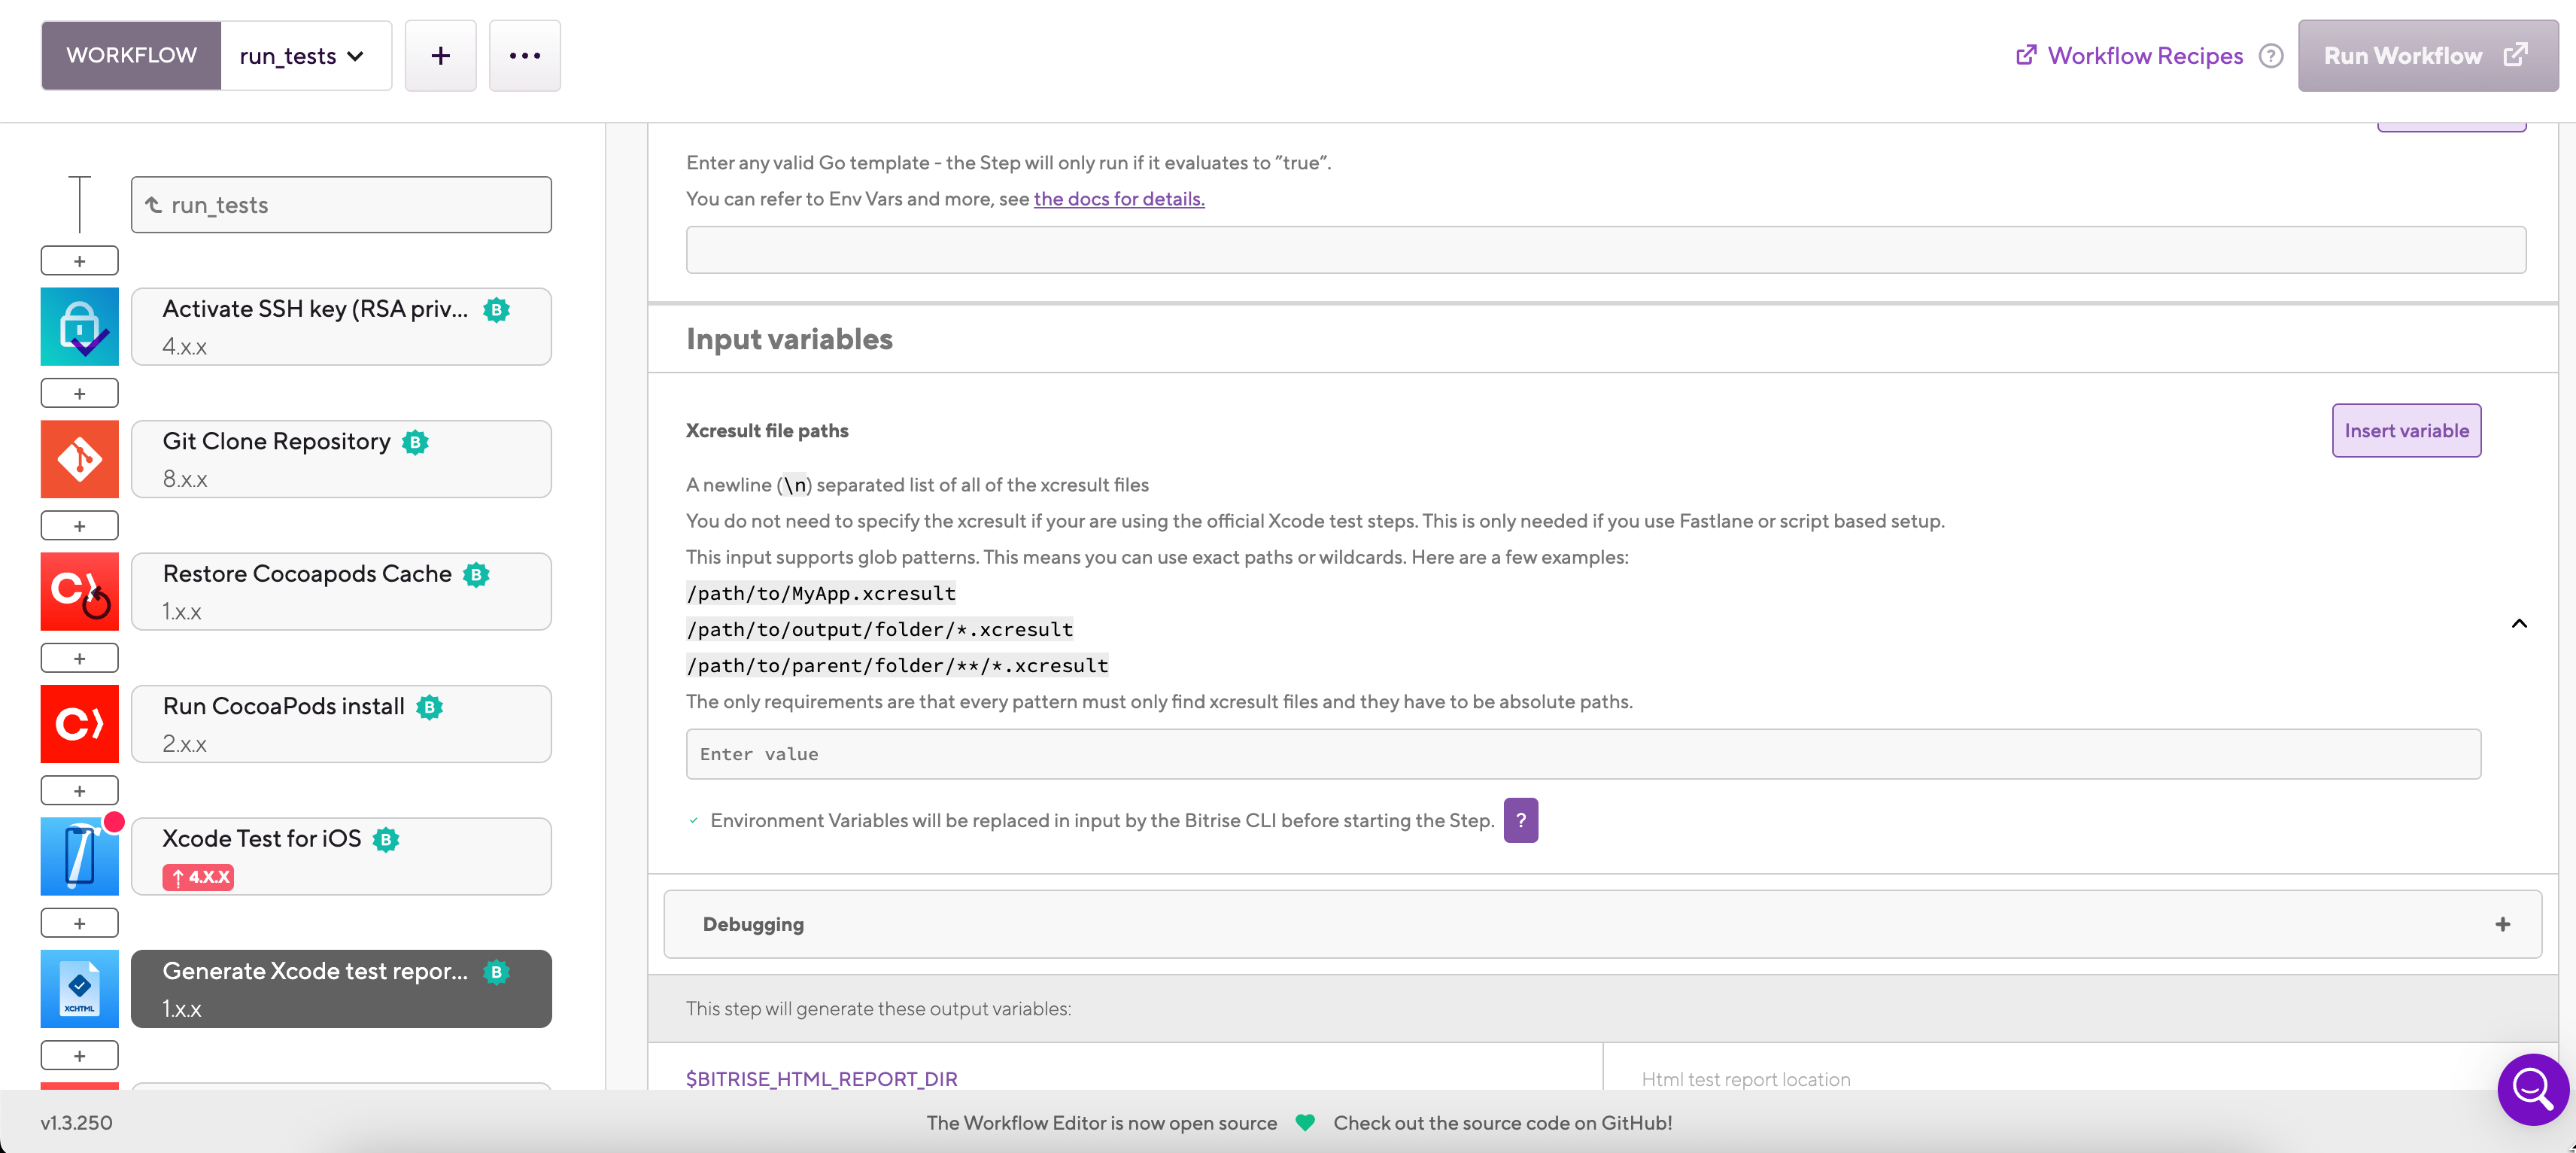 WORKFLOW
run_tests
+
...
Workflow Recipes
?
Run Workflow
run_tests
+
Activate SSH key (RSA priv...
B
4.x.x
+
Git Clone Repository
B
8.x.x
+
Restore Cocoapods Cache
B
1.x.x
+
Run CocoaPods install
B
2.x.x
+
Xcode Test for iOS
B
↑ 4.X.X
+
XCHTML
Generate Xcode test repor...
B
1.x.x
+
Enter any valid Go template - the Step will only run if it evaluates to “true”.
You can refer to Env Vars and more, see the docs for details.
Input variables
Xcresult file paths
Insert variable
A newline (\n) separated list of all of the xcresult files
You do not need to specify the xcresult if your are using the official Xcode test steps. This is only needed if you use Fastlane or script based setup.
This input supports glob patterns. This means you can use exact paths or wildcards. Here are a few examples:
/path/to/MyApp.xcresult
/path/to/output/folder/*.xcresult
/path/to/parent/folder/**/*.xcresult
The only requirements are that every pattern must only find xcresult files and they have to be absolute paths.
Enter value
Environment Variables will be replaced in input by the Bitrise CLI before starting the Step.
?
Debugging
+
This step will generate these output variables:
$BITRISE_HTML_REPORT_DIR
Html test report location
v1.3.250
The Workflow Editor is now open source
Check out the source code on GitHub!